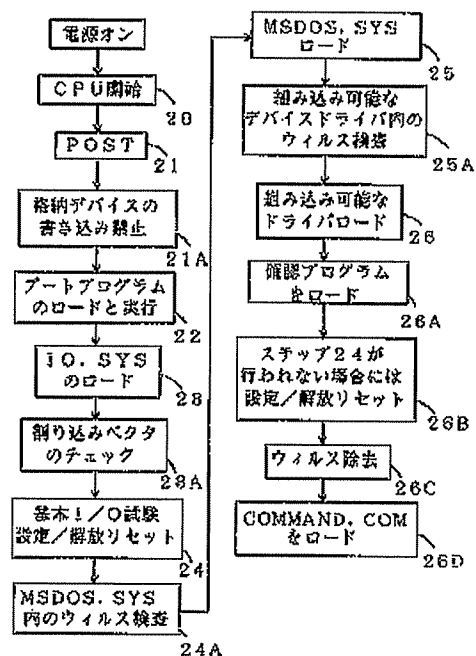 電源オン
CPU開始
20
POST
21
格納デバイスの
書き込み禁止
21A
ブートプログラム
のロードと実行
22
IO. SYS
のロード
23
割り込みベクタ
のチェック
23A
基本I/O試験
設定/解放リセット
24
MSDOS. SYS
内のウィルス検査
24A
MSDOS. SYS
ロード
25
組み込み可能な
デバイスドライバ内の
ウィルス検査
25A
組み込み可能な
ドライバロード
26
確認プログラム
をロード
26A
ステップ24が
行われない場合には
設定/解放リセット
26B
ウィルス除去
26C
COMMAND. COM
をロード
26D